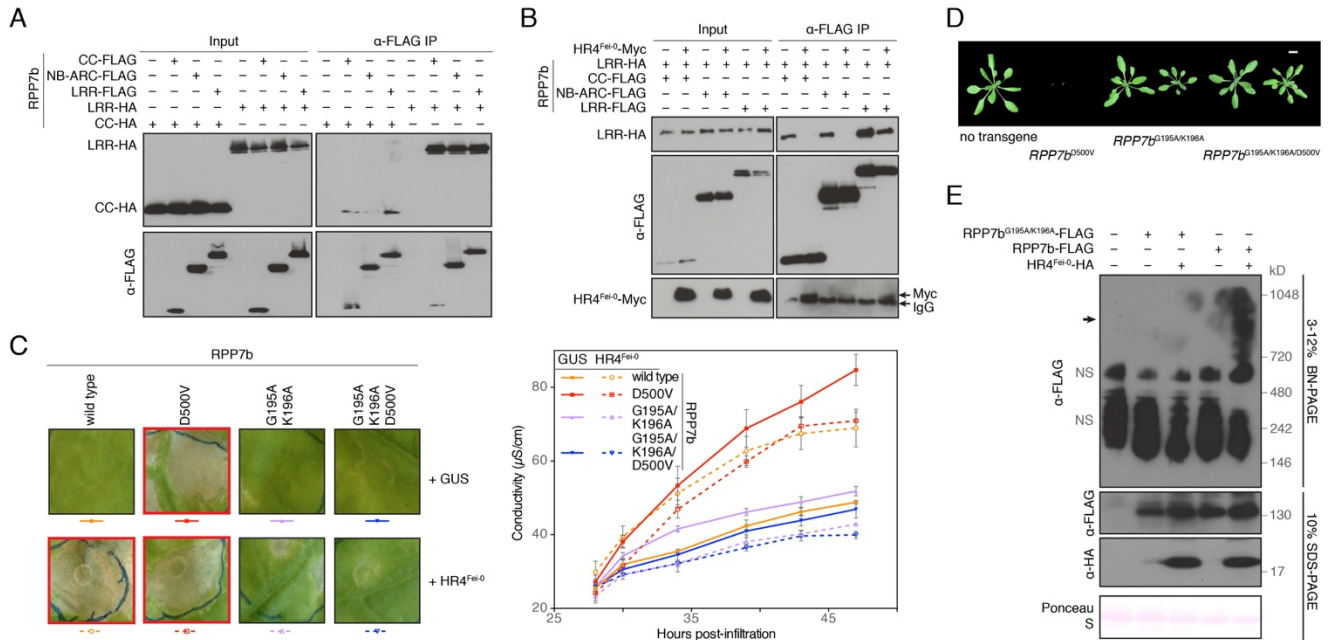 A
Input
α-FLAG IP
RPP7b
CC-FLAG – + – – – + – – – + – – – + – –
NB-ARC-FLAG – – + – – – + – – – + – – – + –
LRR-FLAG – – – + – – – + – – – + – – – +
LRR-HA – – – – + + + + – – – – + + + +
CC-HA + + + + – – – – + + + + – – – –
LRR-HA
CC-HA
α-FLAG
B
Input
α-FLAG IP
HR4Fei-0-Myc – + – + – + – + – + – +
RPP7b
LRR-HA + + + + + + + + + + + +
CC-FLAG + + – – – – + + – – – –
NB-ARC-FLAG – – + + – – – – + + – –
LRR-FLAG – – – – + + – – – – + +
LRR-HA
α-FLAG
HR4Fei-0-Myc
Myc
IgG
C
RPP7b
wild type
D500V
G195A
K196A
G195A
K196A
D500V
+ GUS
+ HR4Fei-0
GUS HR4Fei-0
wild type
D500V
G195A/
K196A
G195A/
K196A/
D500V
RPP7b
Conductivity (µS/cm)
80
60
40
20
25
35
45
Hours post-infiltration
D
no transgene
RPP7bD500V
RPP7bG195A/K196A
RPP7bG195A/K196A/D500V
E
RPP7bG195A/K196A-FLAG – + + – –
RPP7b-FLAG – – – + +
HR4Fei-0-HA – – + – +
kD
1048
720
480
242
146
NS
NS
α-FLAG
3-12% BN-PAGE
α-FLAG
130
α-HA
17
Ponceau
S
10% SDS-PAGE